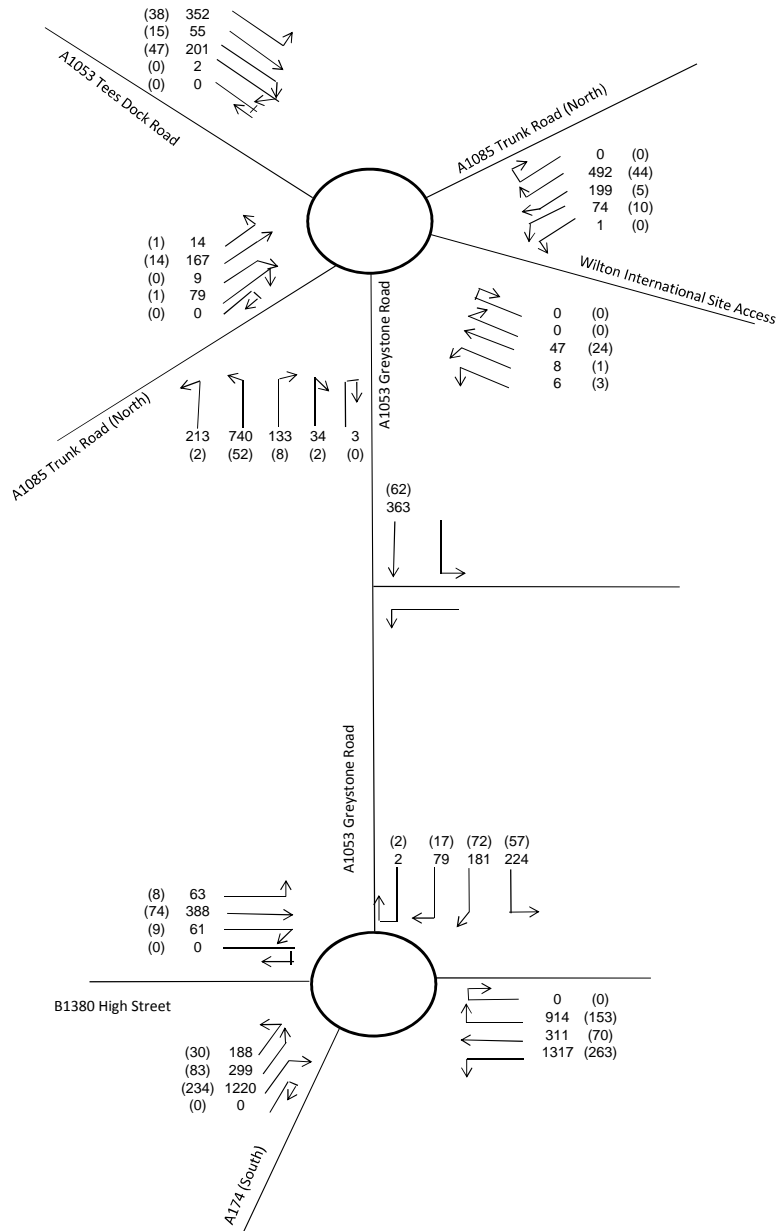 (38) 352
(15) 55
(47) 201
(0) 2
(0) 0
A1053 Tees Dock Road
A1085 Trunk Road (North)
0 (0)
492 (44)
199 (5)
74 (10)
1 (0)
Wilton International Site Access
(1) 14
(14) 167
(0) 9
(1) 79
(0) 0
0 (0)
0 (0)
47 (24)
8 (1)
6 (3)
A1085 Trunk Road (North)
A1053 Greystone Road
213 740 133 34 3
(2) (52) (8) (2) (0)
(62)
363
A1053 Greystone Road
(2) (17) (72) (57)
2 79 181 224
(8) 63
(74) 388
(9) 61
(0) 0
B1380 High Street
0 (0)
914 (153)
311 (70)
1317 (263)
(30) 188
(83) 299
(234) 1220
(0) 0
A174 (South)